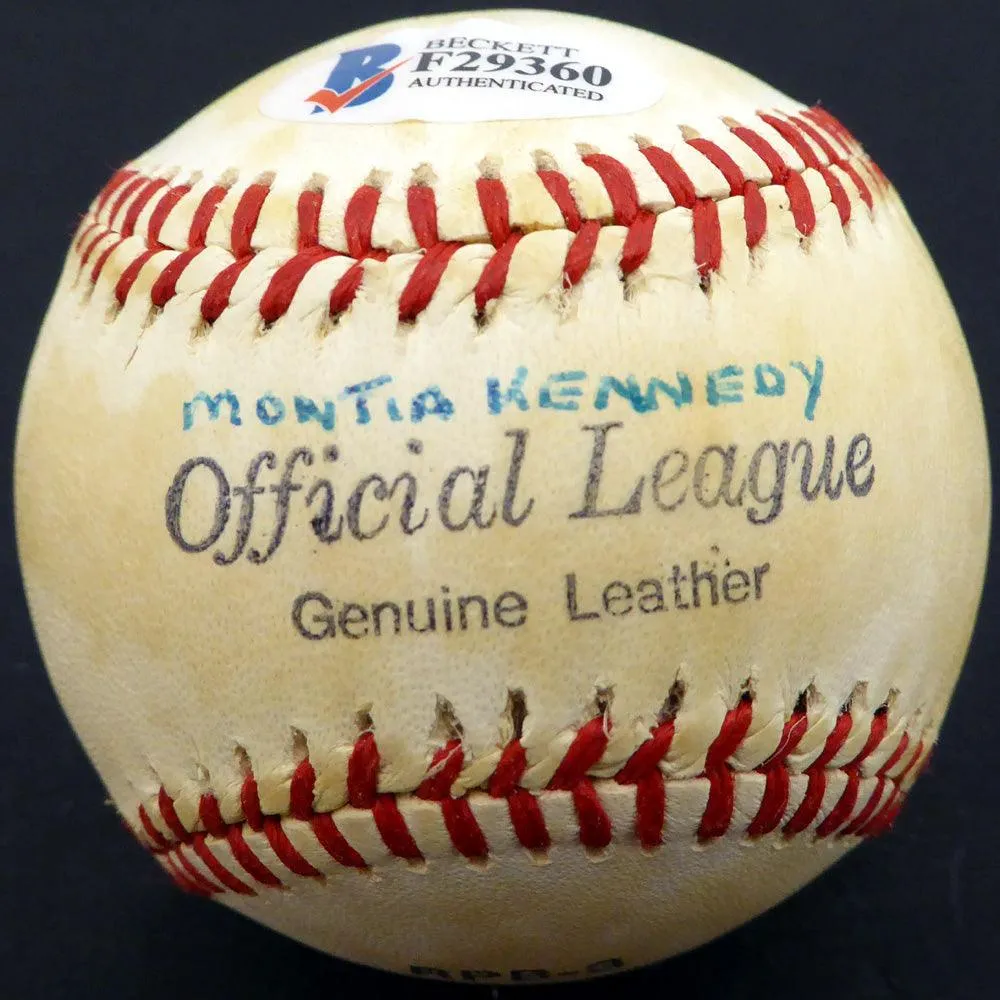 BECKETT
F29360
AUTHENTICATED
MONTIA KENNEDY
Official League
Genuine Leather